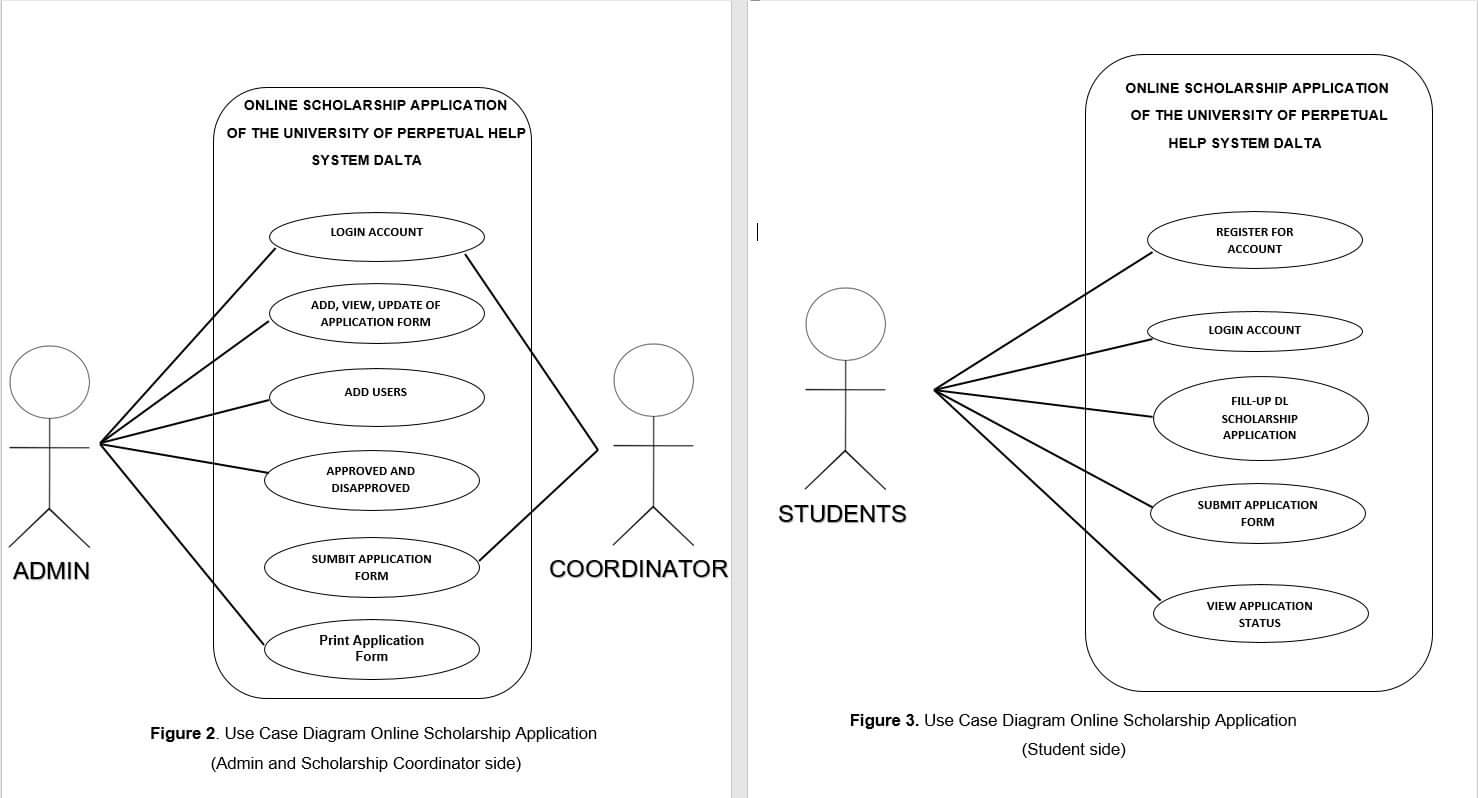 ONLINE SCHOLARSHIP APPLICATION
OF THE UNIVERSITY OF PERPETUAL HELP
SYSTEM DALTA
LOGIN ACCOUNT
ADD, VIEW, UPDATE OF
APPLICATION FORM
ADD USERS
APPROVED AND
DISAPPROVED
SUMBIT APPLICATION
FORM
Print Application
Form
ADMIN
COORDINATOR
Figure 2. Use Case Diagram Online Scholarship Application
(Admin and Scholarship Coordinator side)
ONLINE SCHOLARSHIP APPLICATION
OF THE UNIVERSITY OF PERPETUAL
HELP SYSTEM DALTA
REGISTER FOR
ACCOUNT
LOGIN ACCOUNT
FILL-UP DL
SCHOLARSHIP
APPLICATION
SUBMIT APPLICATION
FORM
VIEW APPLICATION
STATUS
STUDENTS
Figure 3. Use Case Diagram Online Scholarship Application
(Student side)